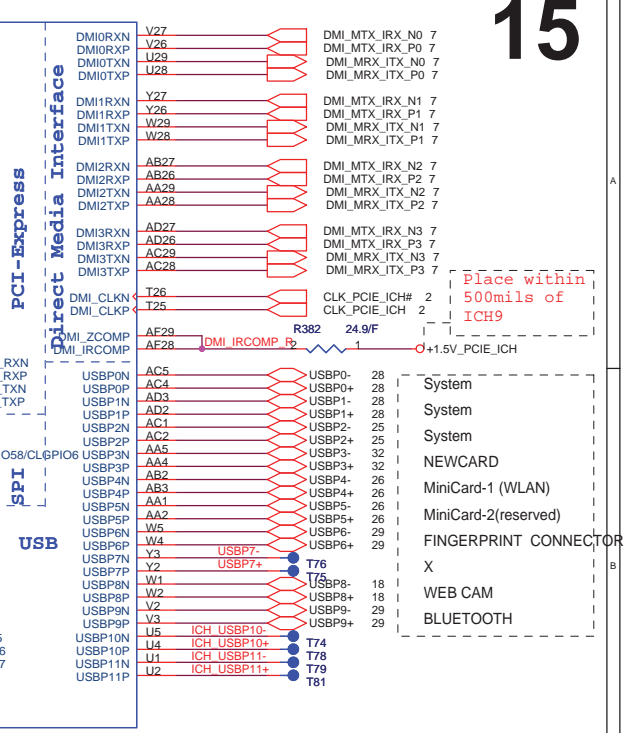 15
PCI-Express
Direct Media Interface
SPI
USB
DMI0RXN V27 DMI_MTX_IRX_N0 7
DMI0RXP V26 DMI_MTX_IRX_P0 7
DMI0TXN U29 DMI_MRX_ITX_N0 7
DMI0TXP U28 DMI_MRX_ITX_P0 7
DMI1RXN Y27 DMI_MTX_IRX_N1 7
DMI1RXP Y26 DMI_MTX_IRX_P1 7
DMI1TXN W29 DMI_MRX_ITX_N1 7
DMI1TXP W28 DMI_MRX_ITX_P1 7
DMI2RXN AB27 DMI_MTX_IRX_N2 7
DMI2RXP AB26 DMI_MTX_IRX_P2 7
DMI2TXN AA29 DMI_MRX_ITX_N2 7
DMI2TXP AA28 DMI_MRX_ITX_P2 7
A
DMI3RXN AD27 DMI_MTX_IRX_N3 7
DMI3RXP AD26 DMI_MTX_IRX_P3 7
DMI3TXN AC29 DMI_MRX_ITX_N3 7
DMI3TXP AC28 DMI_MRX_ITX_P3 7
DMI_CLKN T26 CLK_PCIE_ICH# 2
DMI_CLKP T25 CLK_PCIE_ICH 2
Place within
500mils of
ICH9
DMI_ZCOMP AF29
DMI_IRCOMP AF28 DMI_IRCOMP_R 2 R382 24.9/F 1 +1.5V_PCIE_ICH
_RXN
_RXP
_TXN
_TXP
IO58/CLGPIO6
USBP0N AC5 USBP0- 28
USBP0P AC4 USBP0+ 28
USBP1N AD3 USBP1- 28
USBP1P AD2 USBP1+ 28
USBP2N AC1 USBP2- 25
USBP2P AC2 USBP2+ 25
USBP3N AA5 USBP3- 32
USBP3P AA4 USBP3+ 32
USBP4N AB2 USBP4- 26
USBP4P AB3 USBP4+ 26
USBP5N AA1 USBP5- 26
USBP5P AA2 USBP5+ 26
USBP6N W5 USBP6- 29
USBP6P W4 USBP6+ 29
USBP7N Y3 USBP7- T76
USBP7P Y2 USBP7+ T75
USBP8N W1 USBP8- 18
USBP8P W2 USBP8+ 18
USBP9N V2 USBP9- 29
USBP9P V3 USBP9+ 29
USBP10N U5 ICH_USBP10- T74
USBP10P U4 ICH_USBP10+ T78
USBP11N U1 ICH_USBP11- T79
USBP11P U2 ICH_USBP11+ T81
System
System
System
NEWCARD
MiniCard-1 (WLAN)
MiniCard-2(reserved)
FINGERPRINT CONNECTOR
X
WEB CAM
BLUETOOTH
B
6
7